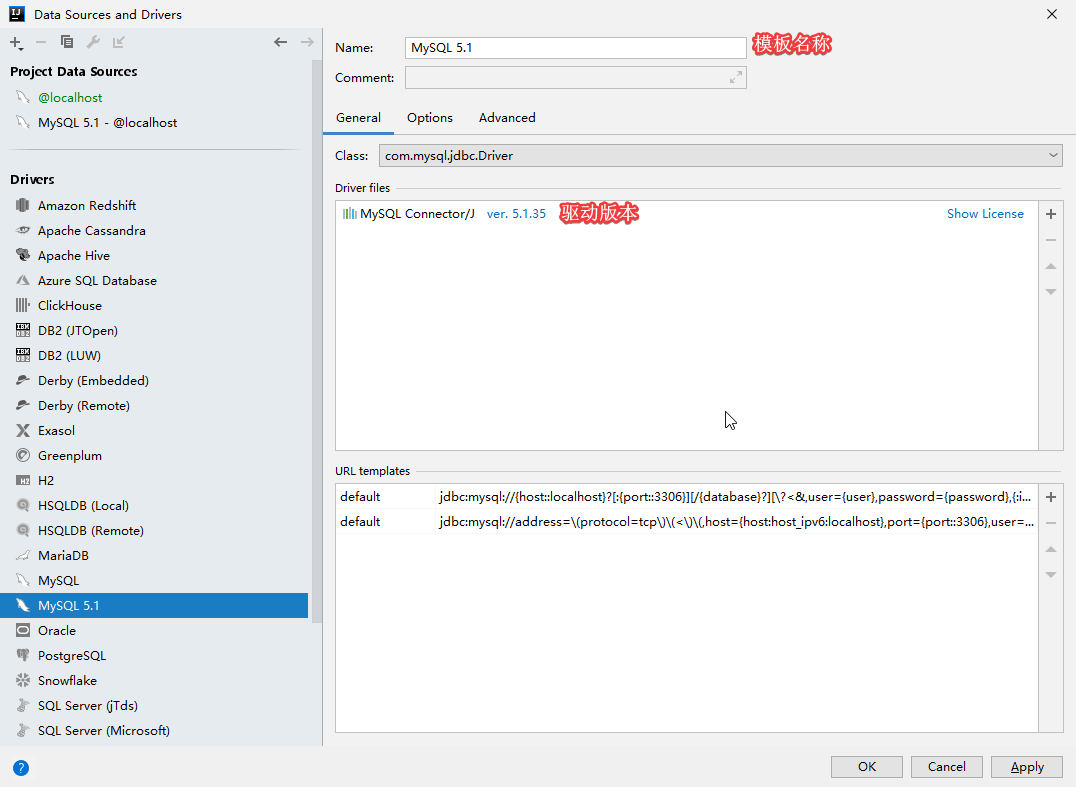 Data Sources and Drivers
Project Data Sources
@localhost
MySQL 5.1 - @localhost
Drivers
Amazon Redshift
Apache Cassandra
Apache Hive
Azure SQL Database
ClickHouse
DB2 (JTOpen)
DB2 (LUW)
Derby (Embedded)
Derby (Remote)
Exasol
Greenplum
H2
HSQLDB (Local)
HSQLDB (Remote)
MariaDB
MySQL
MySQL 5.1
Oracle
PostgreSQL
Snowflake
SQL Server (jTds)
SQL Server (Microsoft)
Name: MySQL 5.1 模板名称
Comment:
General Options Advanced
Class: com.mysql.jdbc.Driver
Driver files
MySQL Connector/J ver. 5.1.35 驱动版本 Show License
URL templates
default jdbc:mysql://{host::localhost}?[:{port::3306}][/{database}?][\?<&,user={user},password={password},{:i...
default jdbc:mysql://address=\(protocol=tcp\)\(<\)\(,host={host:host_ipv6:localhost},port={port::3306},user=...
OK Cancel Apply